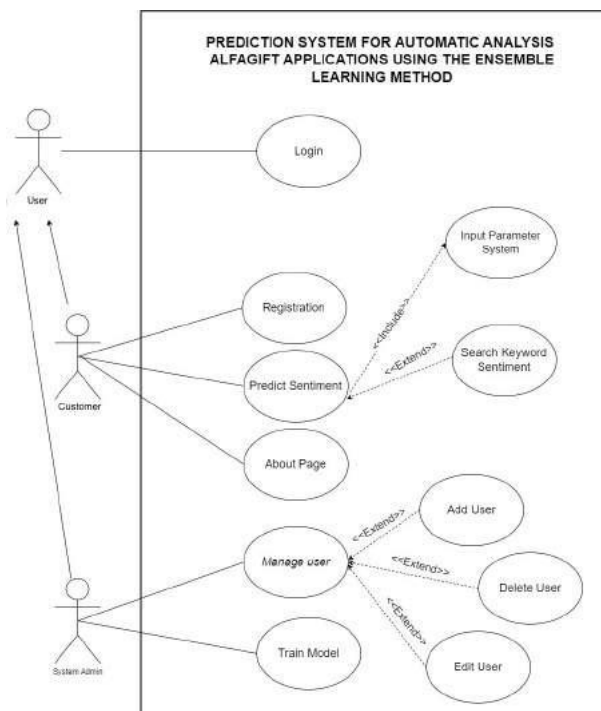 PREDICTION SYSTEM FOR AUTOMATIC ANALYSIS
ALFAGIFT APPLICATIONS USING THE ENSEMBLE
LEARNING METHOD
Login
User
Input Parameter
System
<<Include>>
Registration
<<Extend>>
Search Keyword
Sentiment
Predict Sentiment
Customer
About Page
Add User
<<Extend>>
Manage user
<<Extend>>
Delete User
<<Extend>>
Train Model
Edit User
System Admin